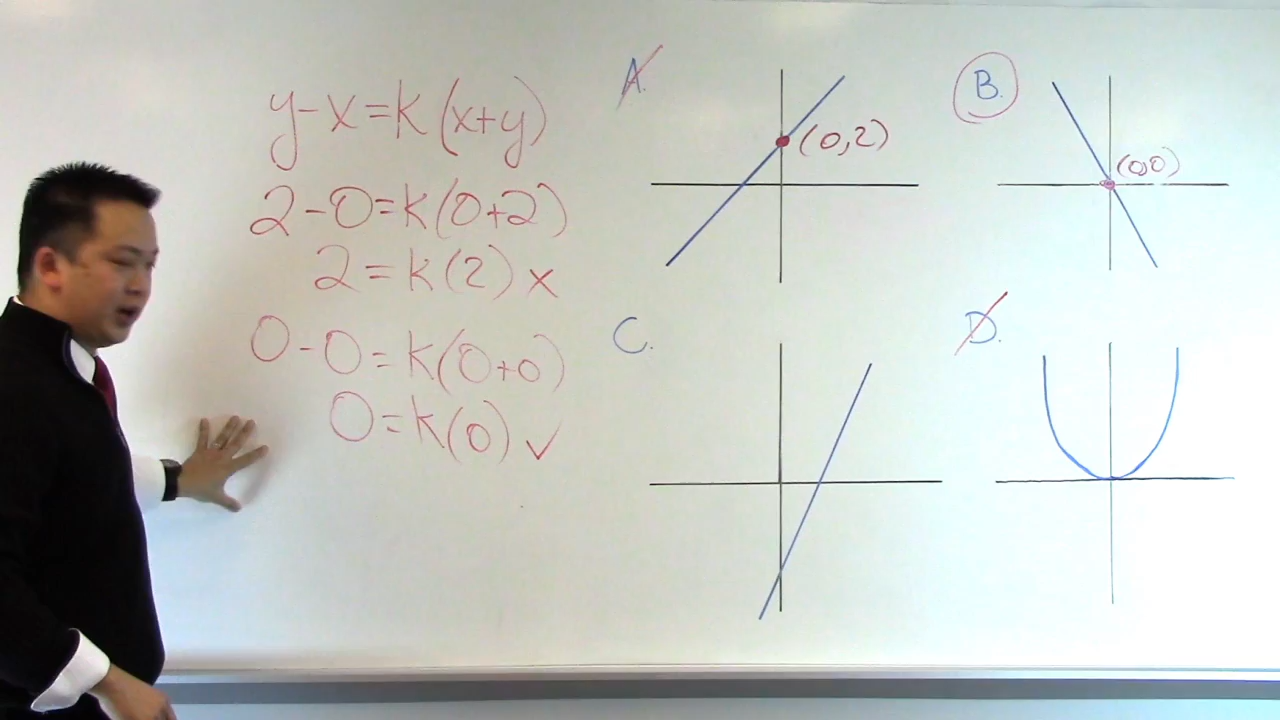 y-x=k(x+y)
2-0=k(0+2)
2=k(2) x
0-0=k(0+0)
0=k(0) ✓
A.
(0,2)
B.
(0,0)
C.
D.